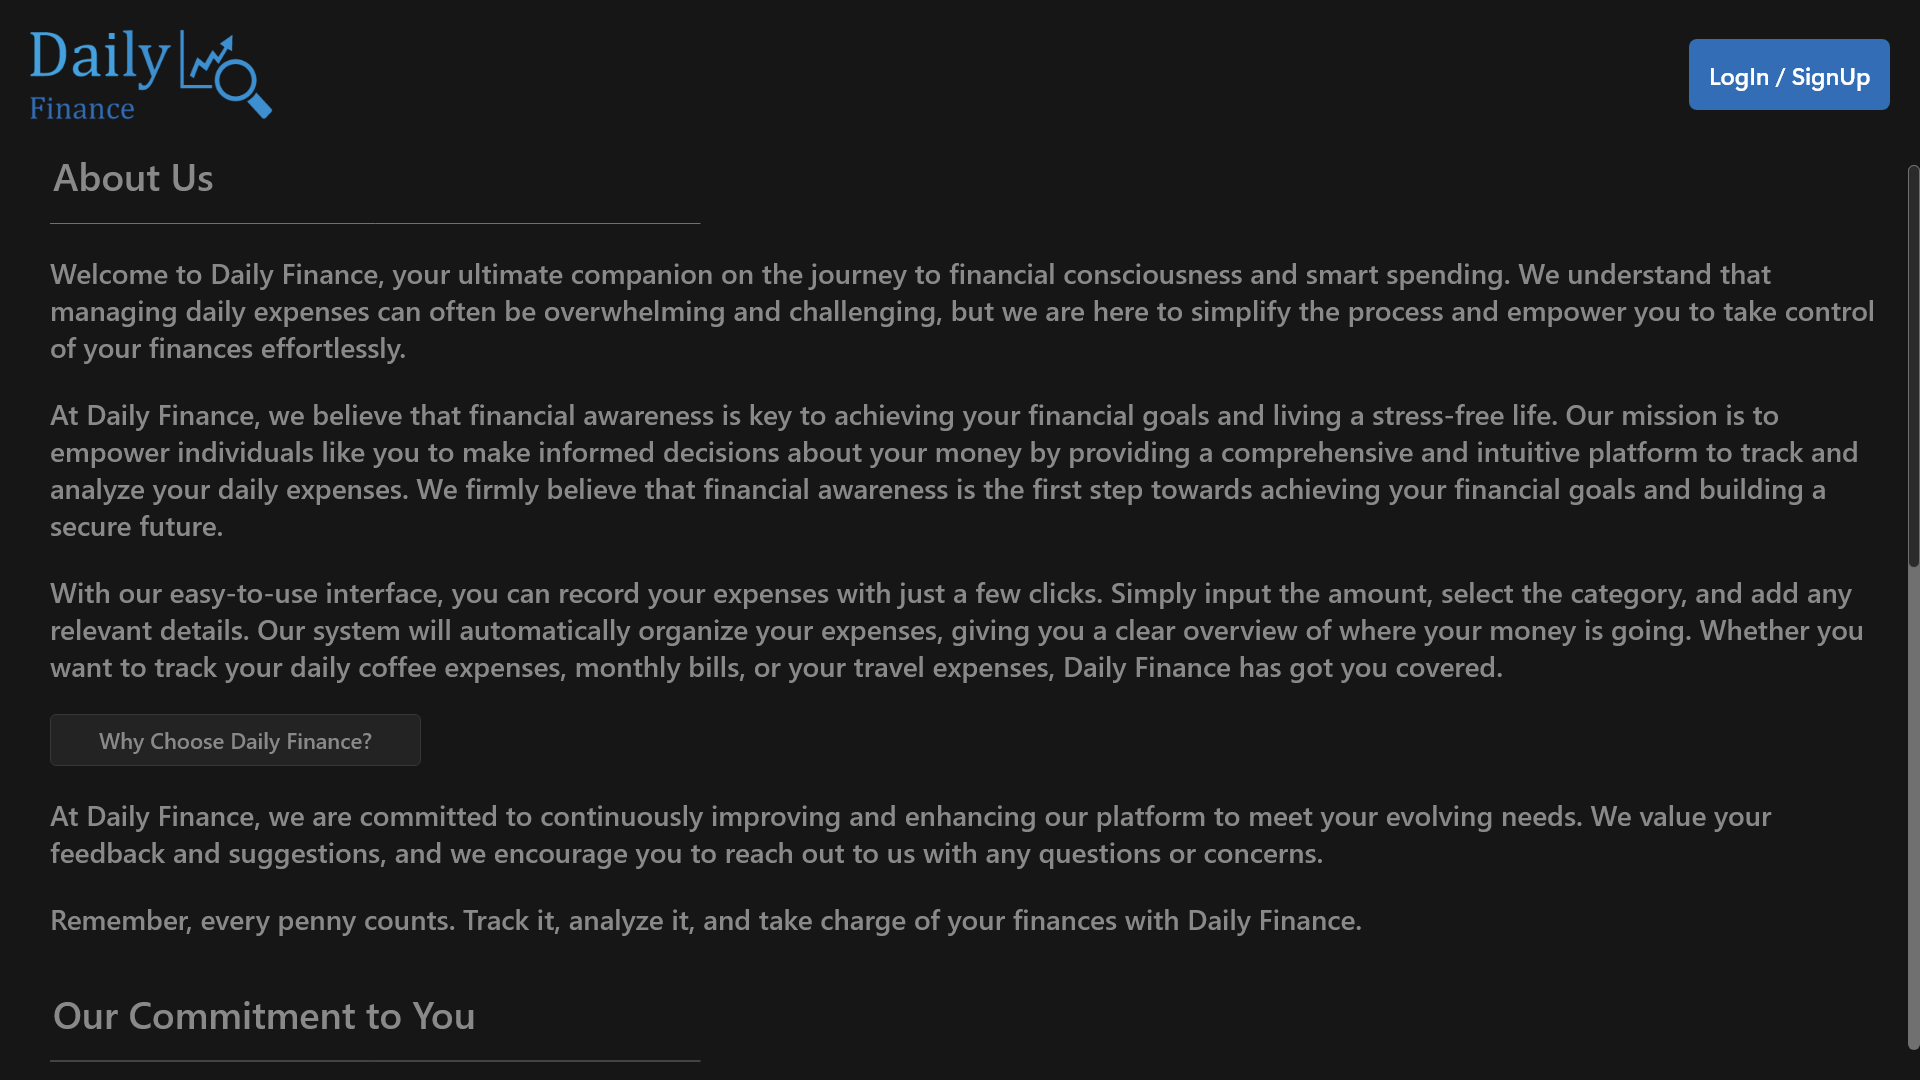 Daily
Finance
LogIn / SignUp
About Us
Welcome to Daily Finance, your ultimate companion on the journey to financial consciousness and smart spending. We understand that
managing daily expenses can often be overwhelming and challenging, but we are here to simplify the process and empower you to take control
of your finances effortlessly.
At Daily Finance, we believe that financial awareness is key to achieving your financial goals and living a stress-free life. Our mission is to
empower individuals like you to make informed decisions about your money by providing a comprehensive and intuitive platform to track and
analyze your daily expenses. We firmly believe that financial awareness is the first step towards achieving your financial goals and building a
secure future.
With our easy-to-use interface, you can record your expenses with just a few clicks. Simply input the amount, select the category, and add any
relevant details. Our system will automatically organize your expenses, giving you a clear overview of where your money is going. Whether you
want to track your daily coffee expenses, monthly bills, or your travel expenses, Daily Finance has got you covered.
Why Choose Daily Finance?
At Daily Finance, we are committed to continuously improving and enhancing our platform to meet your evolving needs. We value your
feedback and suggestions, and we encourage you to reach out to us with any questions or concerns.
Remember, every penny counts. Track it, analyze it, and take charge of your finances with Daily Finance.
Our Commitment to You